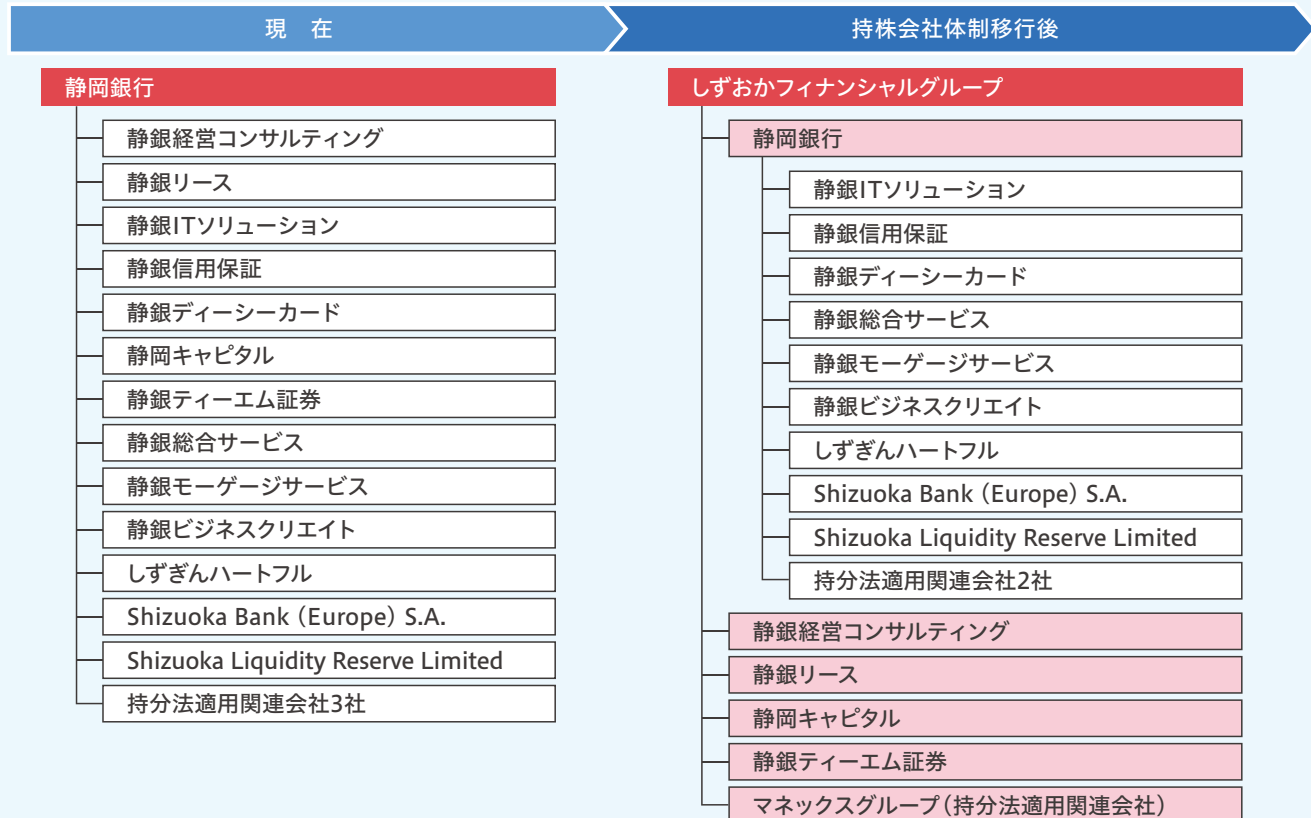 現 在
持株会社体制移行後
静岡銀行
静銀経営コンサルティング
静銀リース
静銀ITソリューション
静銀信用保証
静銀ディーシーカード
静岡キャピタル
静銀ティーエム証券
静銀総合サービス
静銀モーゲージサービス
静銀ビジネスクリエイト
しずぎんハートフル
Shizuoka Bank（Europe）S.A.
Shizuoka Liquidity Reserve Limited
持分法適用関連会社3社
しずおかフィナンシャルグループ
静岡銀行
静銀ITソリューション
静銀信用保証
静銀ディーシーカード
静銀総合サービス
静銀モーゲージサービス
静銀ビジネスクリエイト
しずぎんハートフル
Shizuoka Bank（Europe）S.A.
Shizuoka Liquidity Reserve Limited
持分法適用関連会社2社
静銀経営コンサルティング
静銀リース
静岡キャピタル
静銀ティーエム証券
マネックスグループ（持分法適用関連会社）